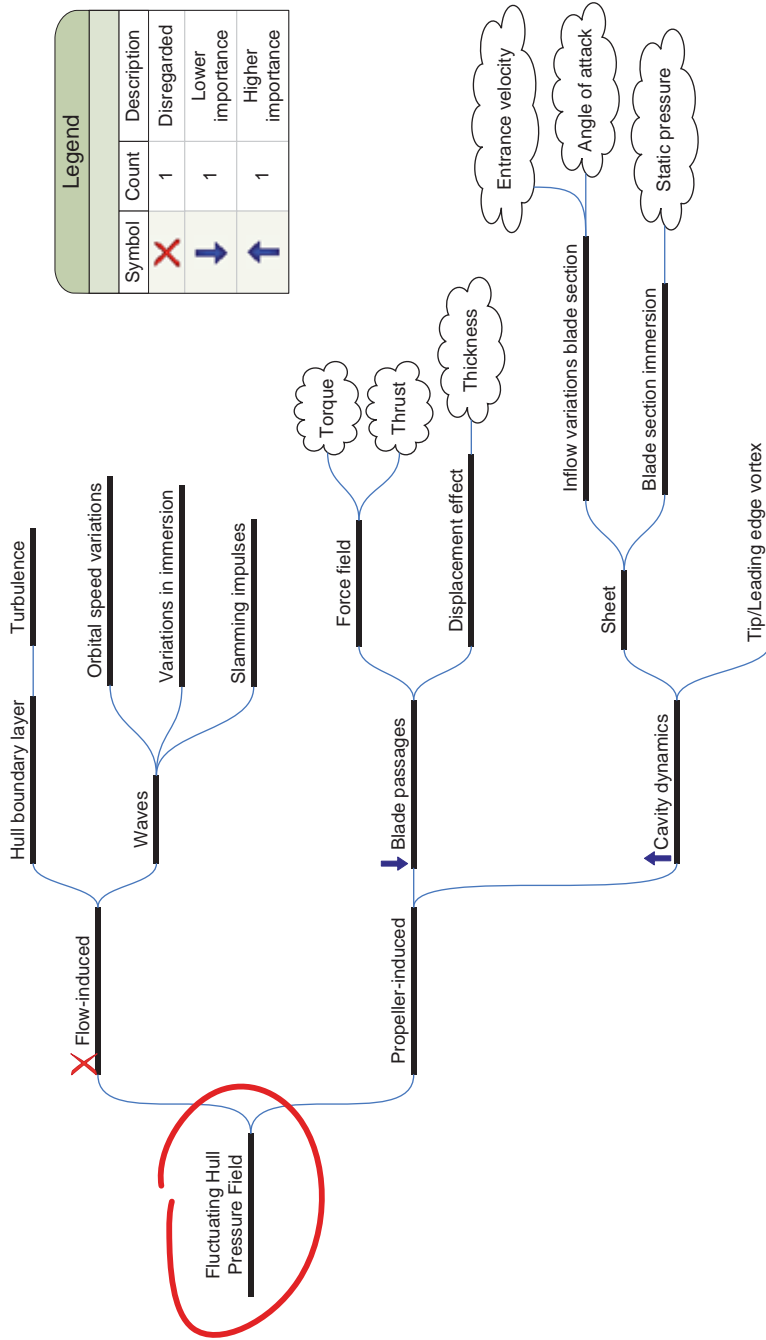 Fluctuating Hull
Pressure Field
Flow-induced
Hull boundary layer
Turbulence
Waves
Orbital speed variations
Variations in immersion
Slamming impulses
Propeller-induced
Blade passages
Force field
Torque
Thrust
Displacement effect
Thickness
Cavity dynamics
Sheet
Inflow variations blade section
Entrance velocity
Angle of attack
Blade section immersion
Static pressure
Tip/Leading edge vortex
Legend
Symbol Count Description
1 Disregarded
1 Lower
importance
1 Higher
importance